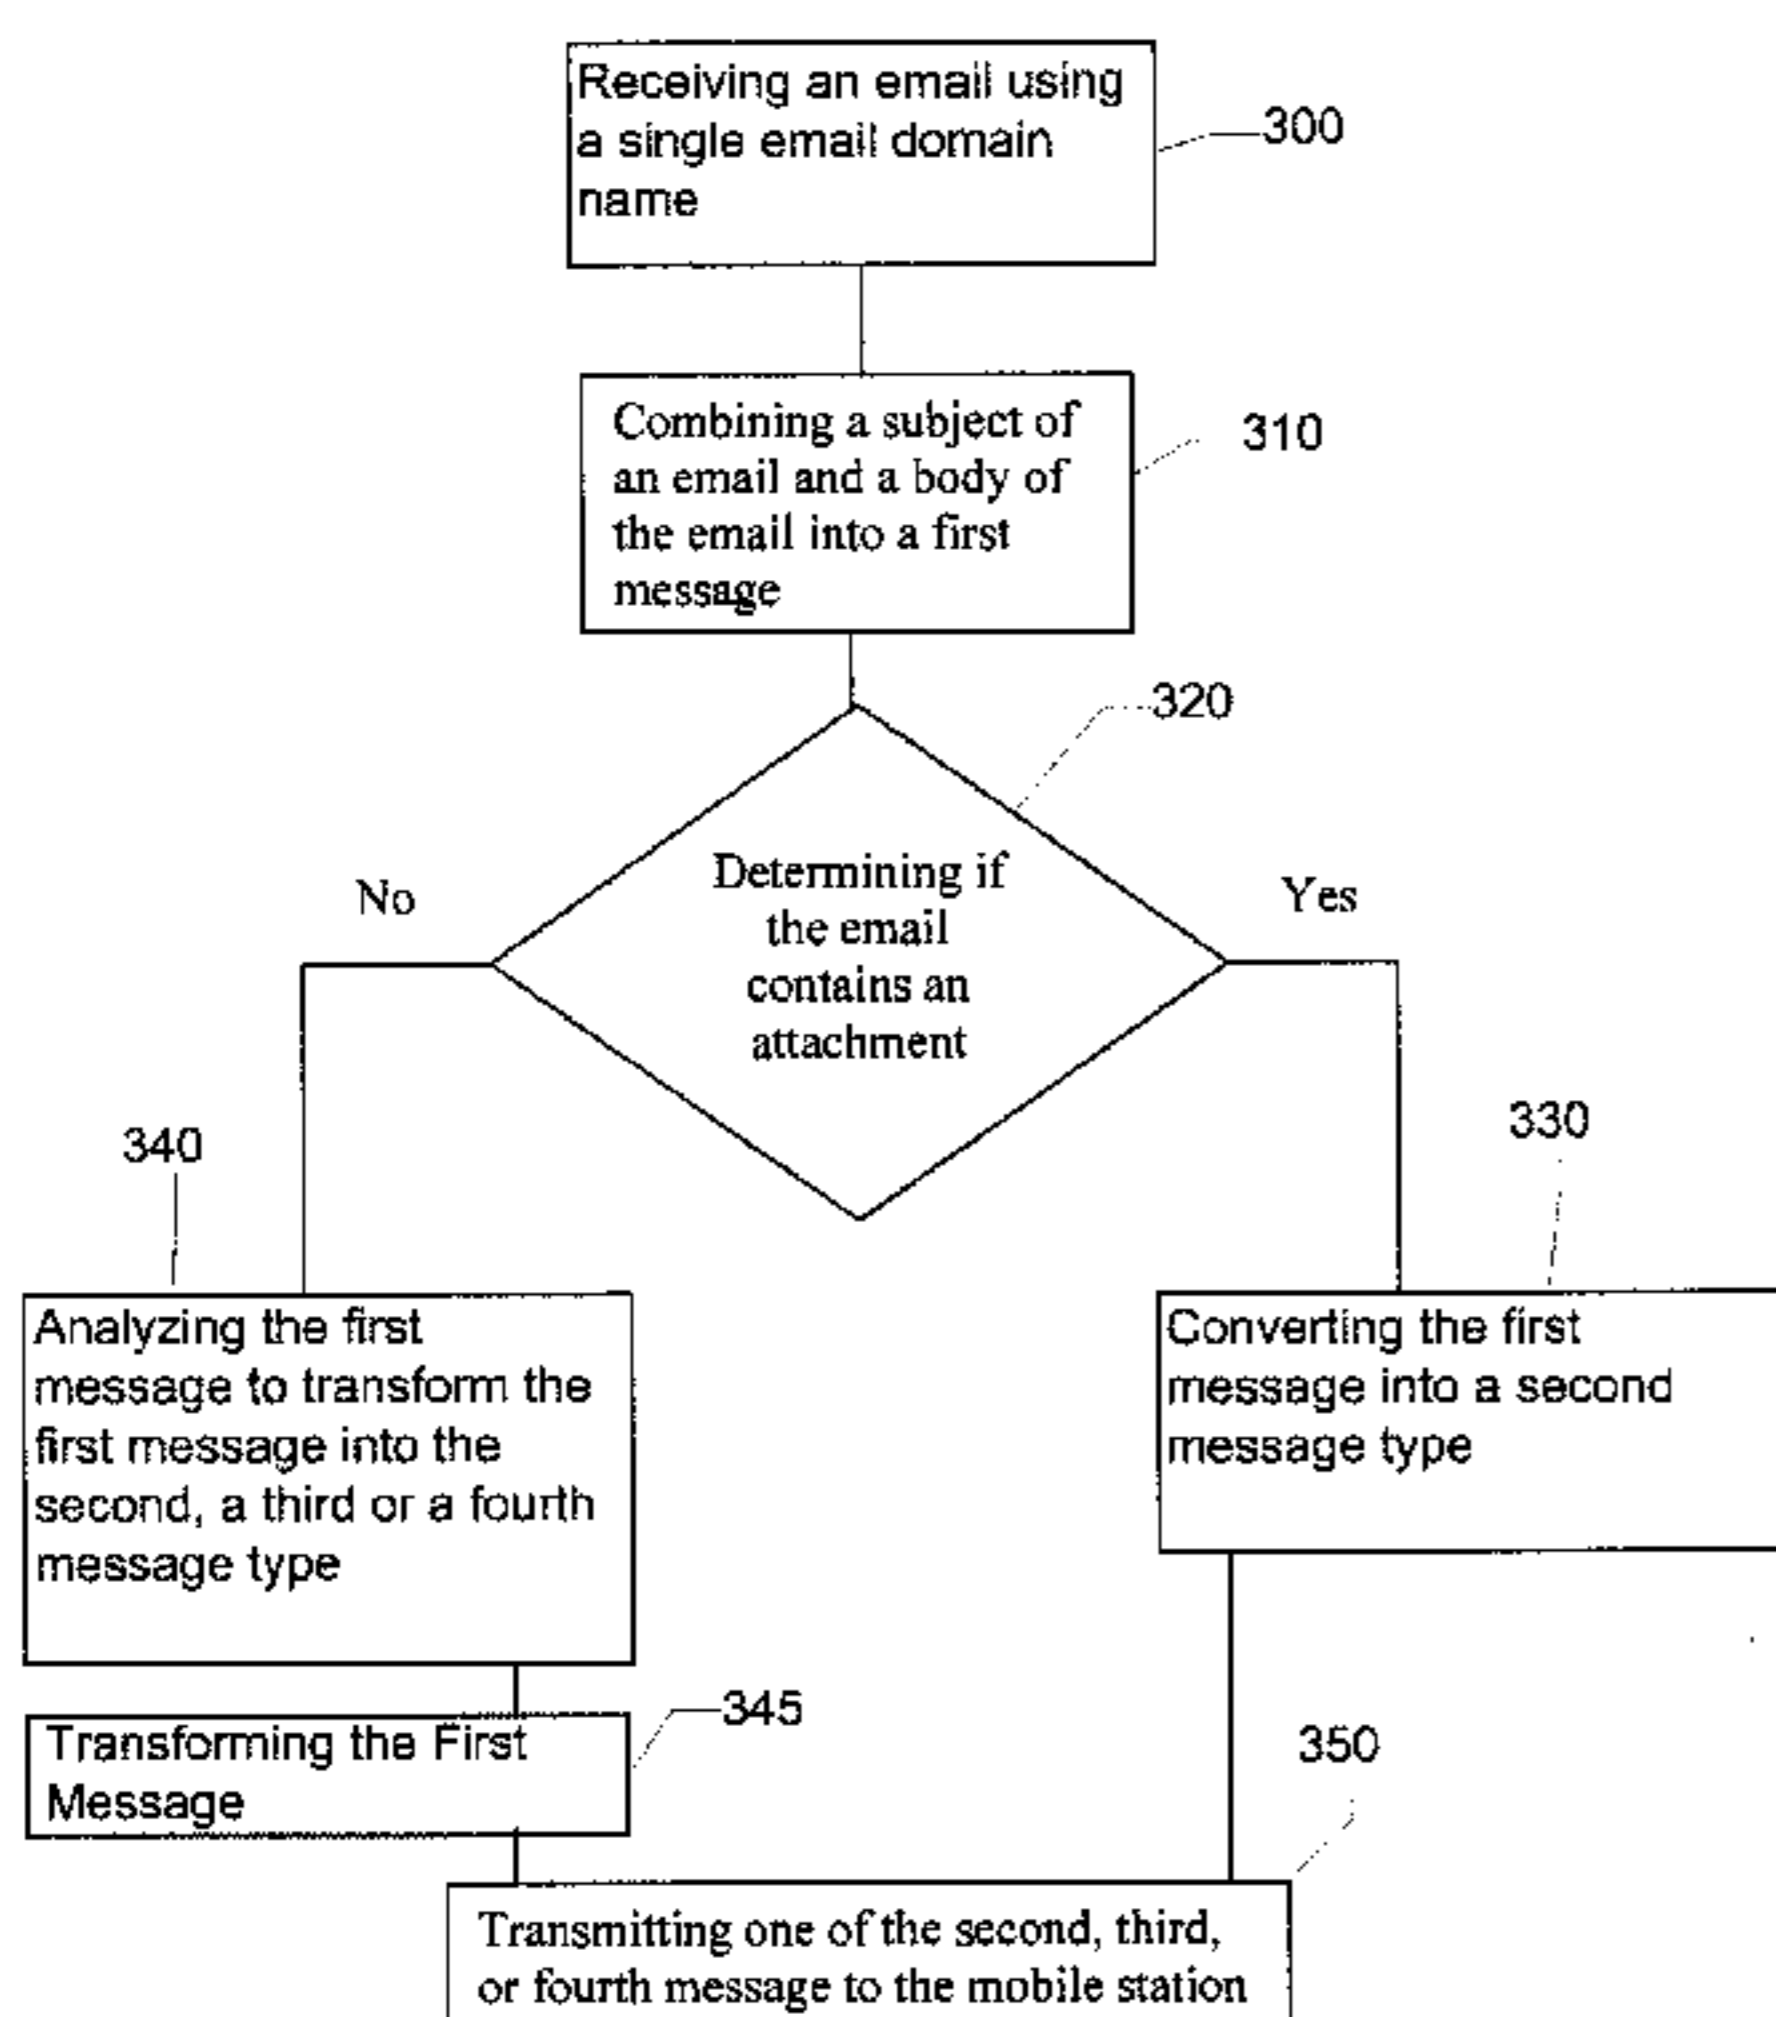 Receiving an email using
a single email domain
name
300
Combining a subject of
an email and a body of
the email into a first
message
310
320
Determining if
the email
contains an
attachment
No
Yes
340
330
Analyzing the first
message to transform the
first message into the
second, a third or a fourth
message type
Converting the first
message into a second
message type
345
Transforming the First
Message
350
Transmitting one of the second, third,
or fourth message to the mobile station